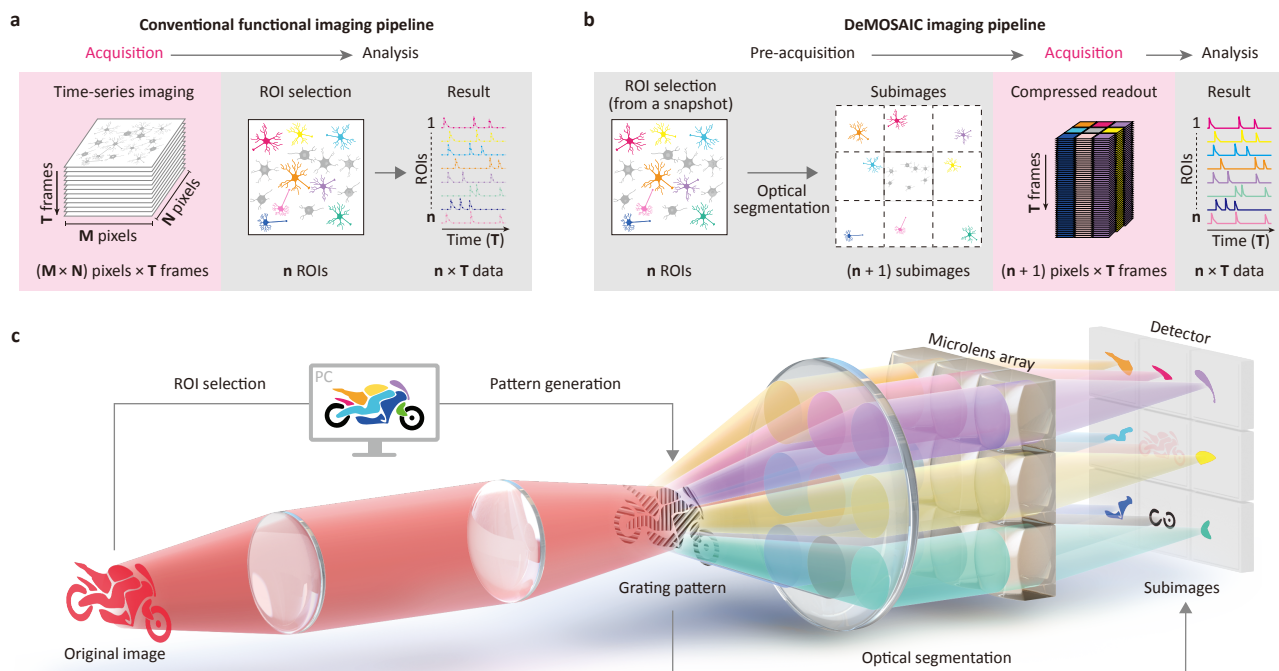 a
Conventional functional imaging pipeline
Acquisition
Analysis
Time-series imaging
T frames
M pixels
N pixels
(M × N) pixels × T frames
ROI selection
n ROIs
Result
1
ROIs
n
Time (T)
n × T data
b
DeMOSAIC imaging pipeline
Pre-acquisition
Acquisition
Analysis
ROI selection
(from a snapshot)
n ROIs
Optical
segmentation
Subimages
(n + 1) subimages
Compressed readout
T frames
(n + 1) pixels × T frames
Result
1
ROIs
n
Time (T)
n × T data
c
ROI selection
PC
Pattern generation
Microlens array
Detector
Original image
Grating pattern
Subimages
Optical segmentation